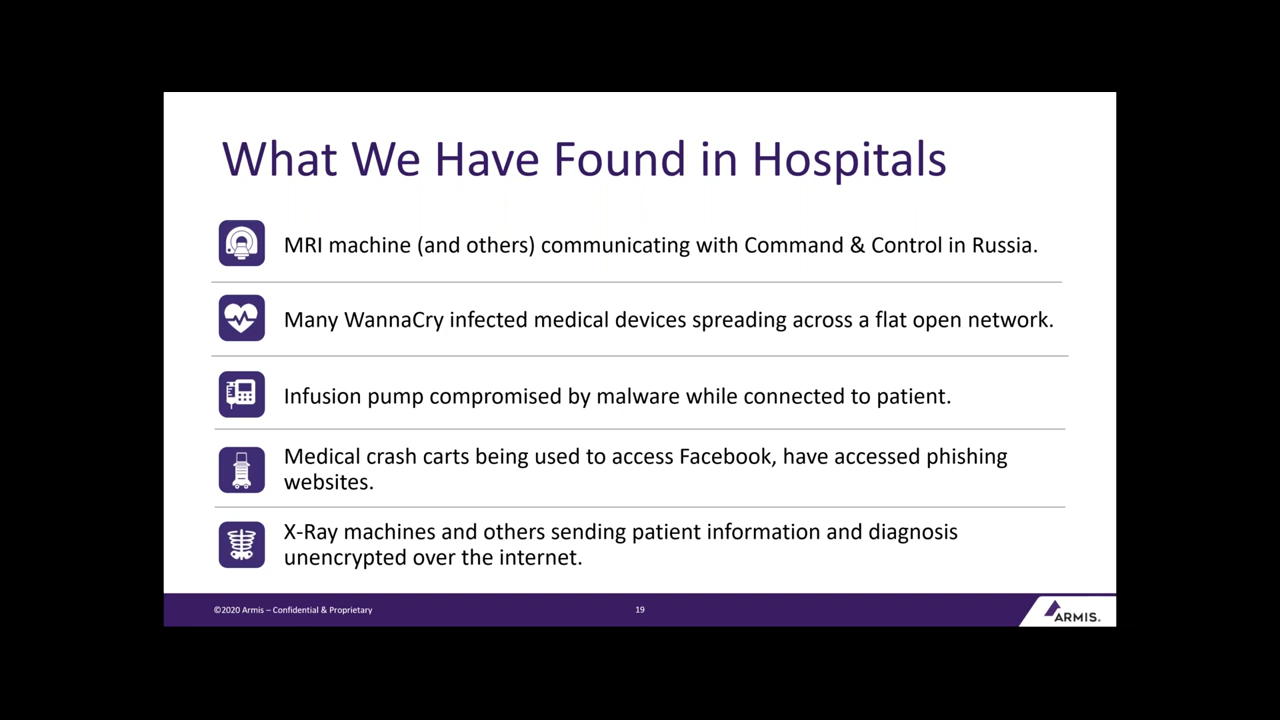 What We Have Found in Hospitals
MRI machine (and others) communicating with Command & Control in Russia.
Many WannaCry infected medical devices spreading across a flat open network.
Infusion pump compromised by malware while connected to patient.
Medical crash carts being used to access Facebook, have accessed phishing
websites.
X-Ray machines and others sending patient information and diagnosis
unencrypted over the internet.
©2020 Armis – Confidential & Proprietary
19
ARMIS.